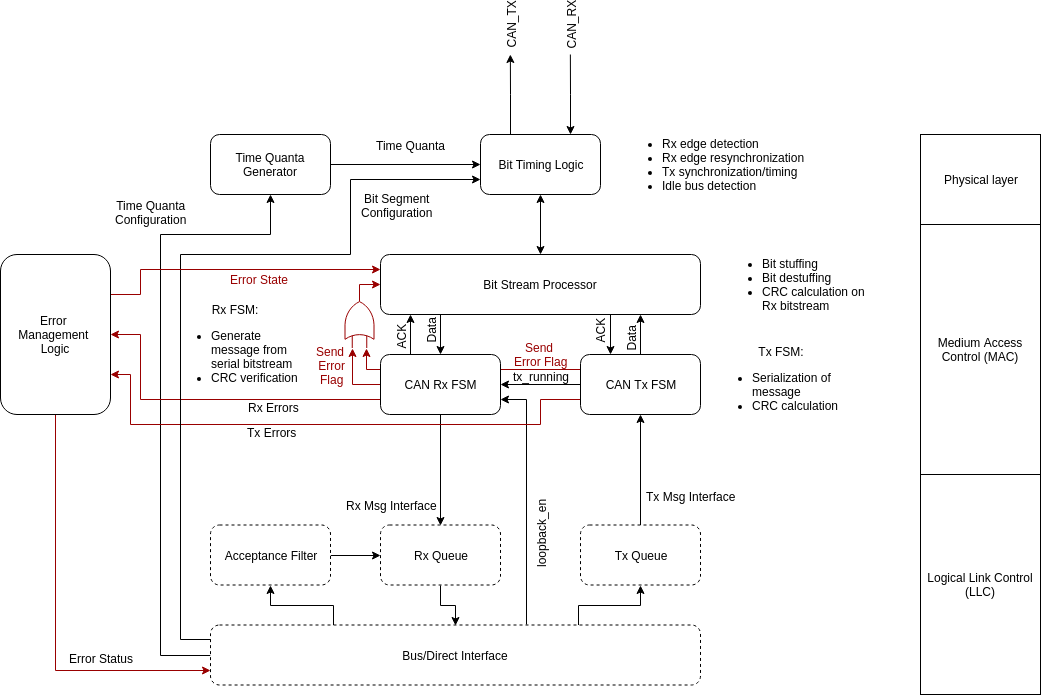 CAN_TX
CAN_RX
Time Quanta
Generator
Time Quanta
Bit Timing Logic
• Rx edge detection
• Rx edge resynchronization
• Tx synchronization/timing
• Idle bus detection
Physical layer
Time Quanta
Configuration
Bit Segment
Configuration
Error
Management
Logic
Error State
Bit Stream Processor
• Bit stuffing
• Bit destuffing
• CRC calculation on
Rx bitstream
Rx FSM:
• Generate
message from
serial bitstream
• CRC verification
Send
Error
Flag
ACK
Data
Send
Error Flag
tx_running
ACK
Data
CAN Rx FSM
CAN Tx FSM
Tx FSM:
• Serialization of
message
• CRC calculation
Medium Access
Control (MAC)
Rx Errors
Tx Errors
Rx Msg Interface
loopback_en
Tx Msg Interface
Acceptance Filter
Rx Queue
Tx Queue
Logical Link Control
(LLC)
Error Status
Bus/Direct Interface